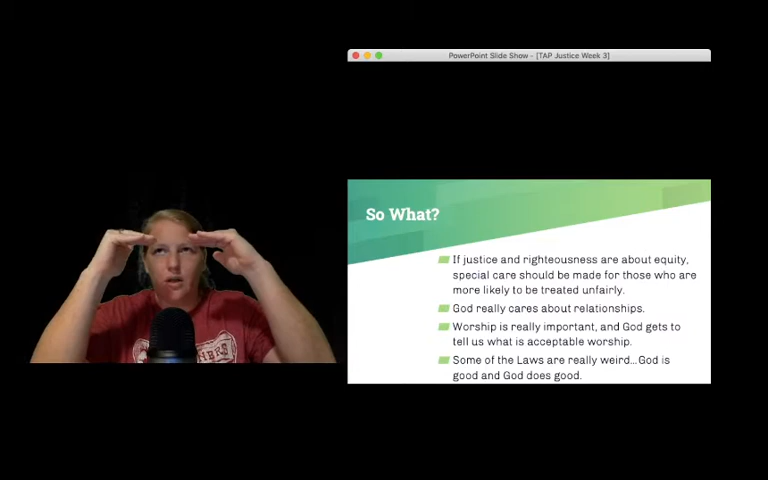 PowerPoint Slide Show - [TAP Justice Week 3]
So What?
If justice and righteousness are about equity,
special care should be made for those who are
more likely to be treated unfairly.
God really cares about relationships.
Worship is really important, and God gets to
tell us what is acceptable worship.
Some of the Laws are really weird...God is
good and God does good.